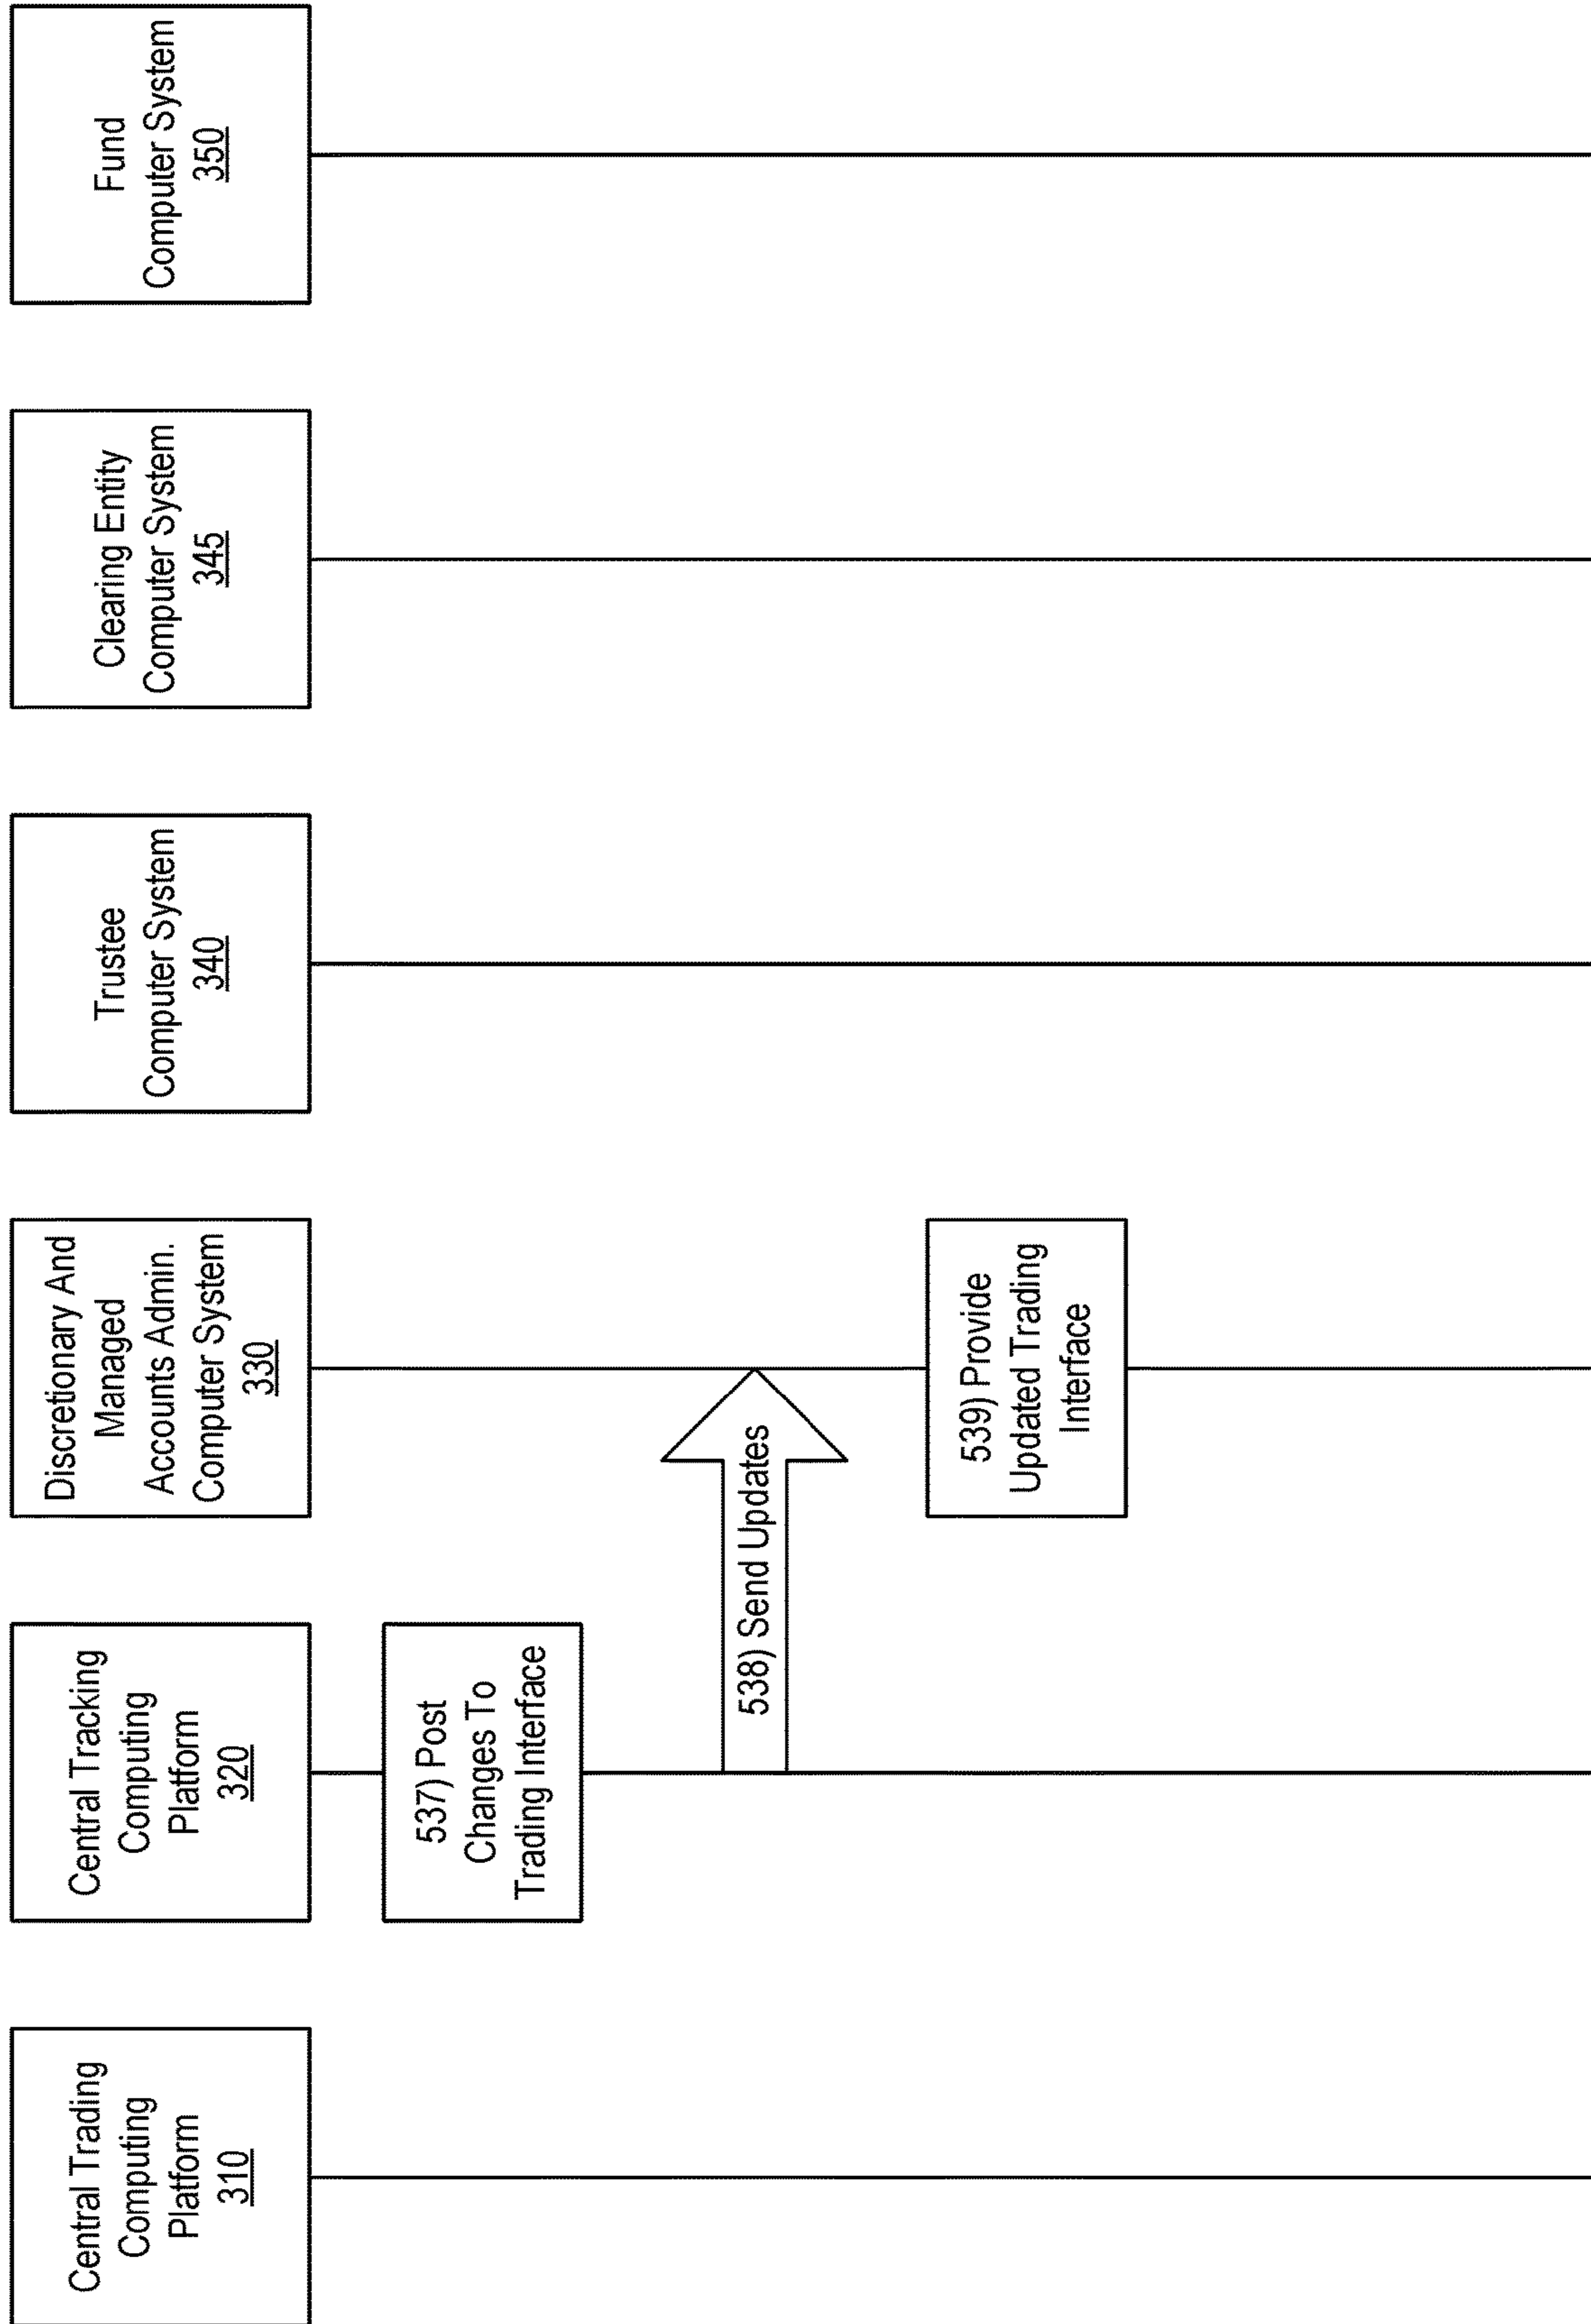 Central Trading
Computing
Platform
310
Central Tracking
Computing
Platform
320
Discretionary And
Managed
Accounts Admin.
Computer System
330
Trustee
Computer System
340
Clearing Entity
Computer System
345
Fund
Computer System
350
537) Post
Changes To
Trading Interface
538) Send Updates
539) Provide
Updated Trading
Interface